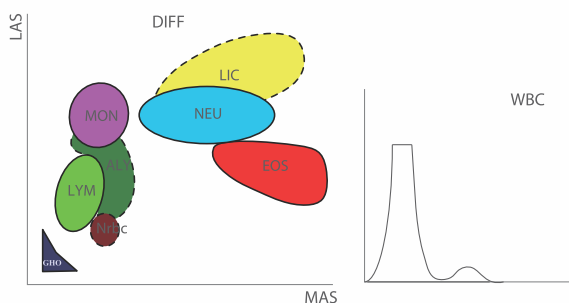 LAS
DIFF
LIC
MON
NEU
WBC
ALY
EOS
LYM
Nrbc
GHO
MAS